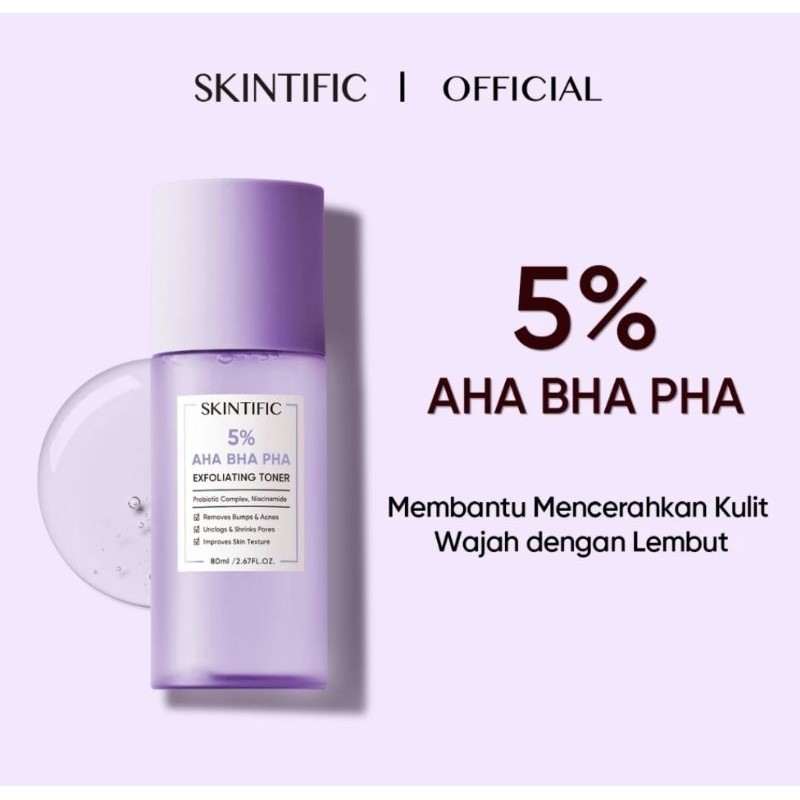 SKINTIFIC | OFFICIAL
5%
AHA BHA PHA
Membantu Mencerahkan Kulit
Wajah dengan Lembut
SKINTIFIC
5%
AHA BHA PHA
EXFOLIATING TONER
Probiotic Complex, Niacinamide
Removes Bumps & Acnes
Unclogs & Shrinks Pores
Improves Skin Texture
80ml /2.67FL.OZ.